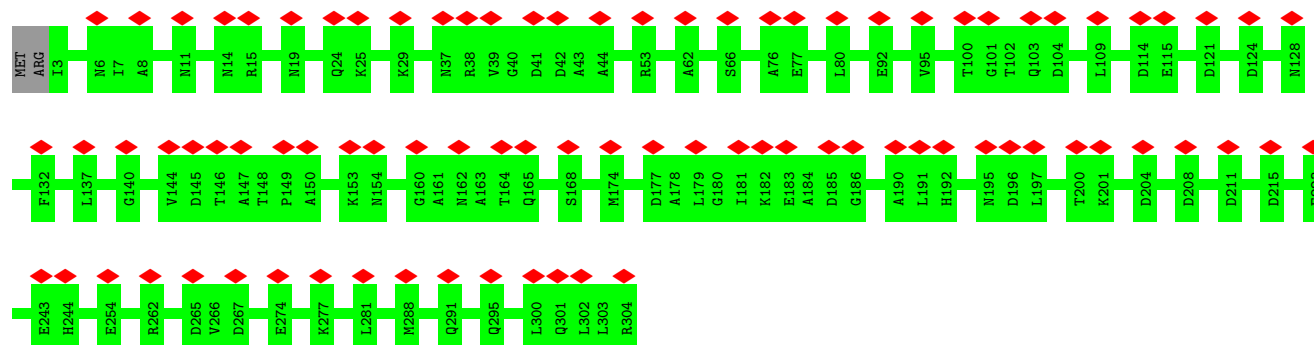 MET ARG I3 N6 I7 A8 N11 N14 R15 N19 Q24 K25 K29 N37 R38 V39 G40 D41 D42 A43 A44 R53 A62 S66 A76 E77 L80 E92 V95 T100 G101 T102 Q103 D104 L109 D114 E115 D121 D124 N128
F132 L137 G140 V144 D145 T146 A147 T148 P149 A150 K153 N154 G160 A161 N162 A163 T164 Q165 S168 M174 D177 A178 L179 G180 I181 K182 E183 A184 D185 G186 A190 L191 H192 N195 D196 L197 T200 K201 D204 D208 D211 D215
E243 H244 E254 R262 D265 V266 D267 E274 K277 L281 M288 Q291 Q295 L300 Q301 L302 L303 R304